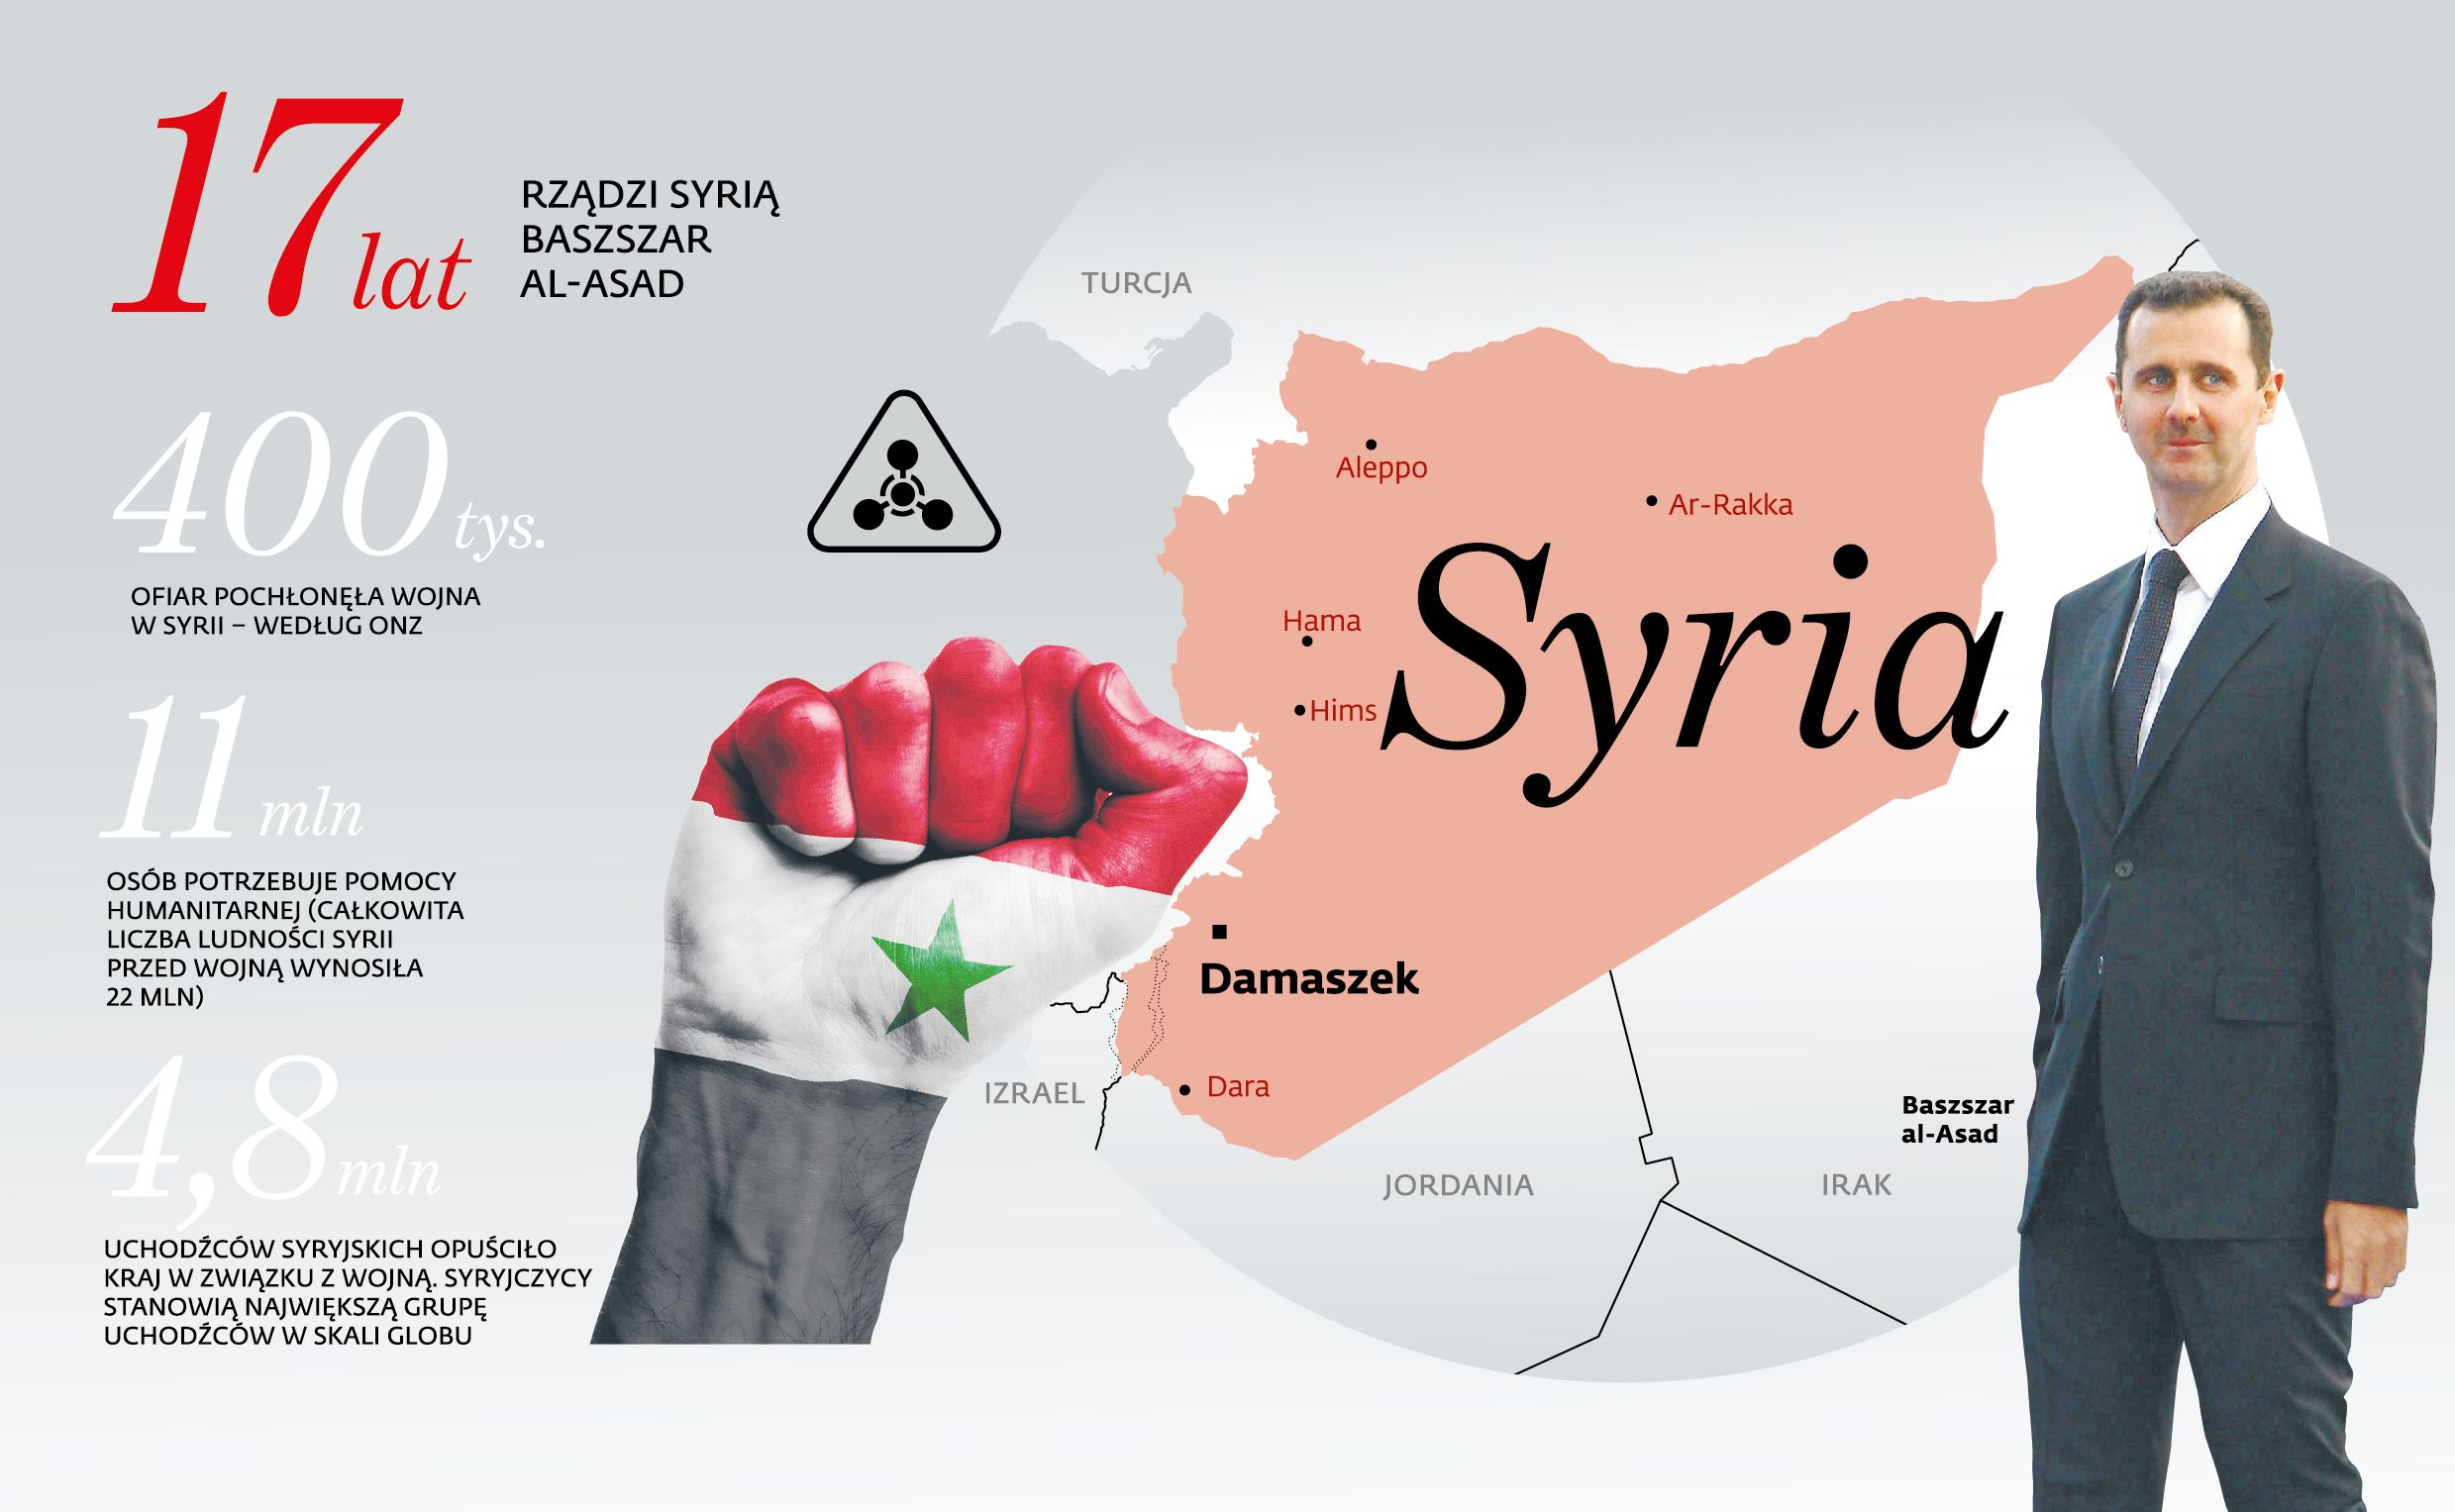 17 lat
RZĄDZI SYRIĄ
BASZSZAR
AL-ASAD
400 tys.
OFIAR POCHŁONĘŁA WOJNA
W SYRII – WEDŁUG ONZ
11 mln
OSÓB POTRZEBUJE POMOCY
HUMANITARNEJ (CAŁKOWITA
LICZBA LUDNOŚCI SYRII
PRZED WOJNĄ WYNOSIŁA
22 MLN)
4,8 mln
UCHODŹCÓW SYRYJSKICH OPUŚCIŁO
KRAJ W ZWIĄZKU Z WOJNĄ. SYRYJCZYCY
STANOWIĄ NAJWIĘKSZĄ GRUPĘ
UCHODŹCÓW W SKALI GLOBU
TURCJA
Aleppo
Ar-Rakka
Syria
Hama
Hims
Damaszek
Dara
IZRAEL
JORDANIA
IRAK
Baszszar
al-Asad